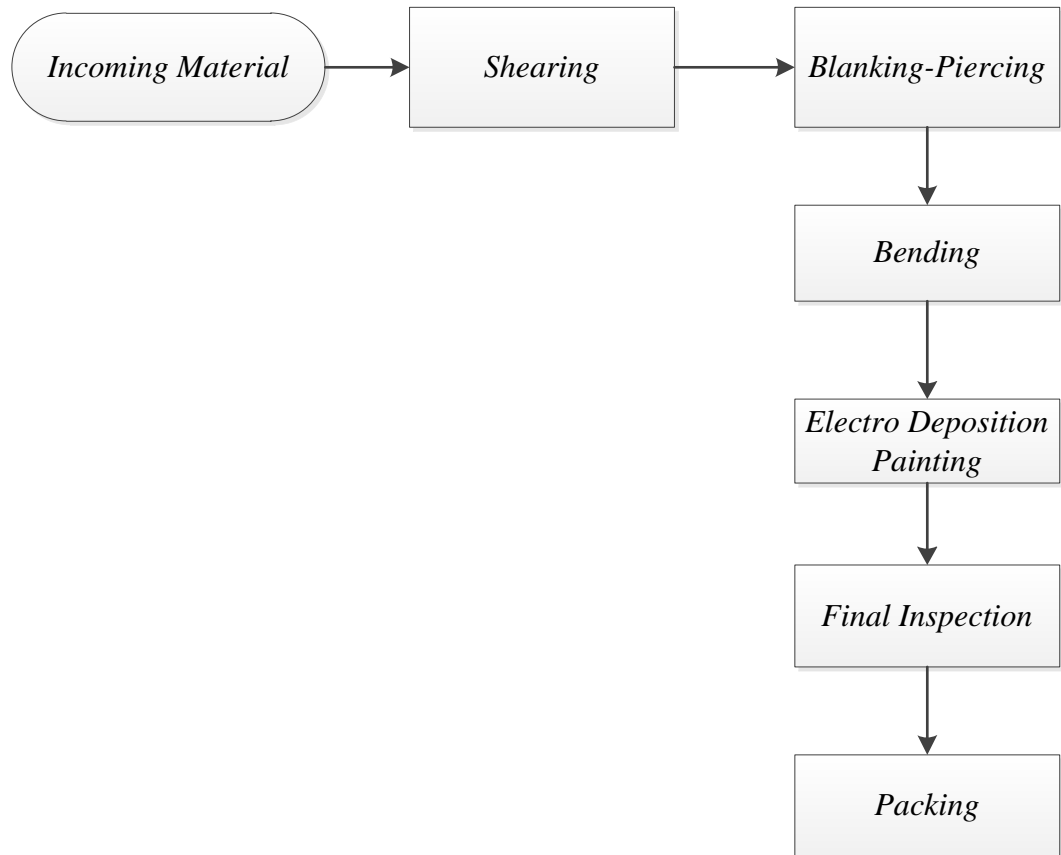 Incoming Material
Shearing
Blanking-Piercing
Bending
Electro Deposition
Painting
Final Inspection
Packing